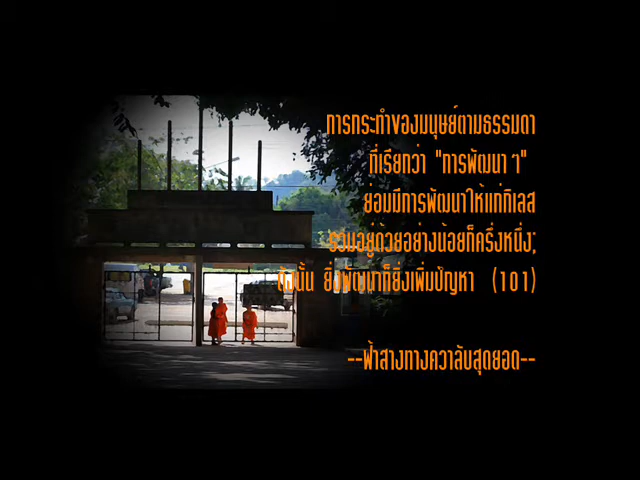 การกระทำของมนุษย์ตามธรรมดา
ที่เรียกว่า "การพัฒนา ๆ"
ย่อมมีการพัฒนาให้แก่กิเลส
รวมอยู่ด้วยอย่างน้อยก็ครึ่งหนึ่ง;
ดังนั้น ยิ่งพัฒนาก็ยิ่งเพิ่มปัญหา (101)
--ฟ้าสางทางความลับสุดยอด--